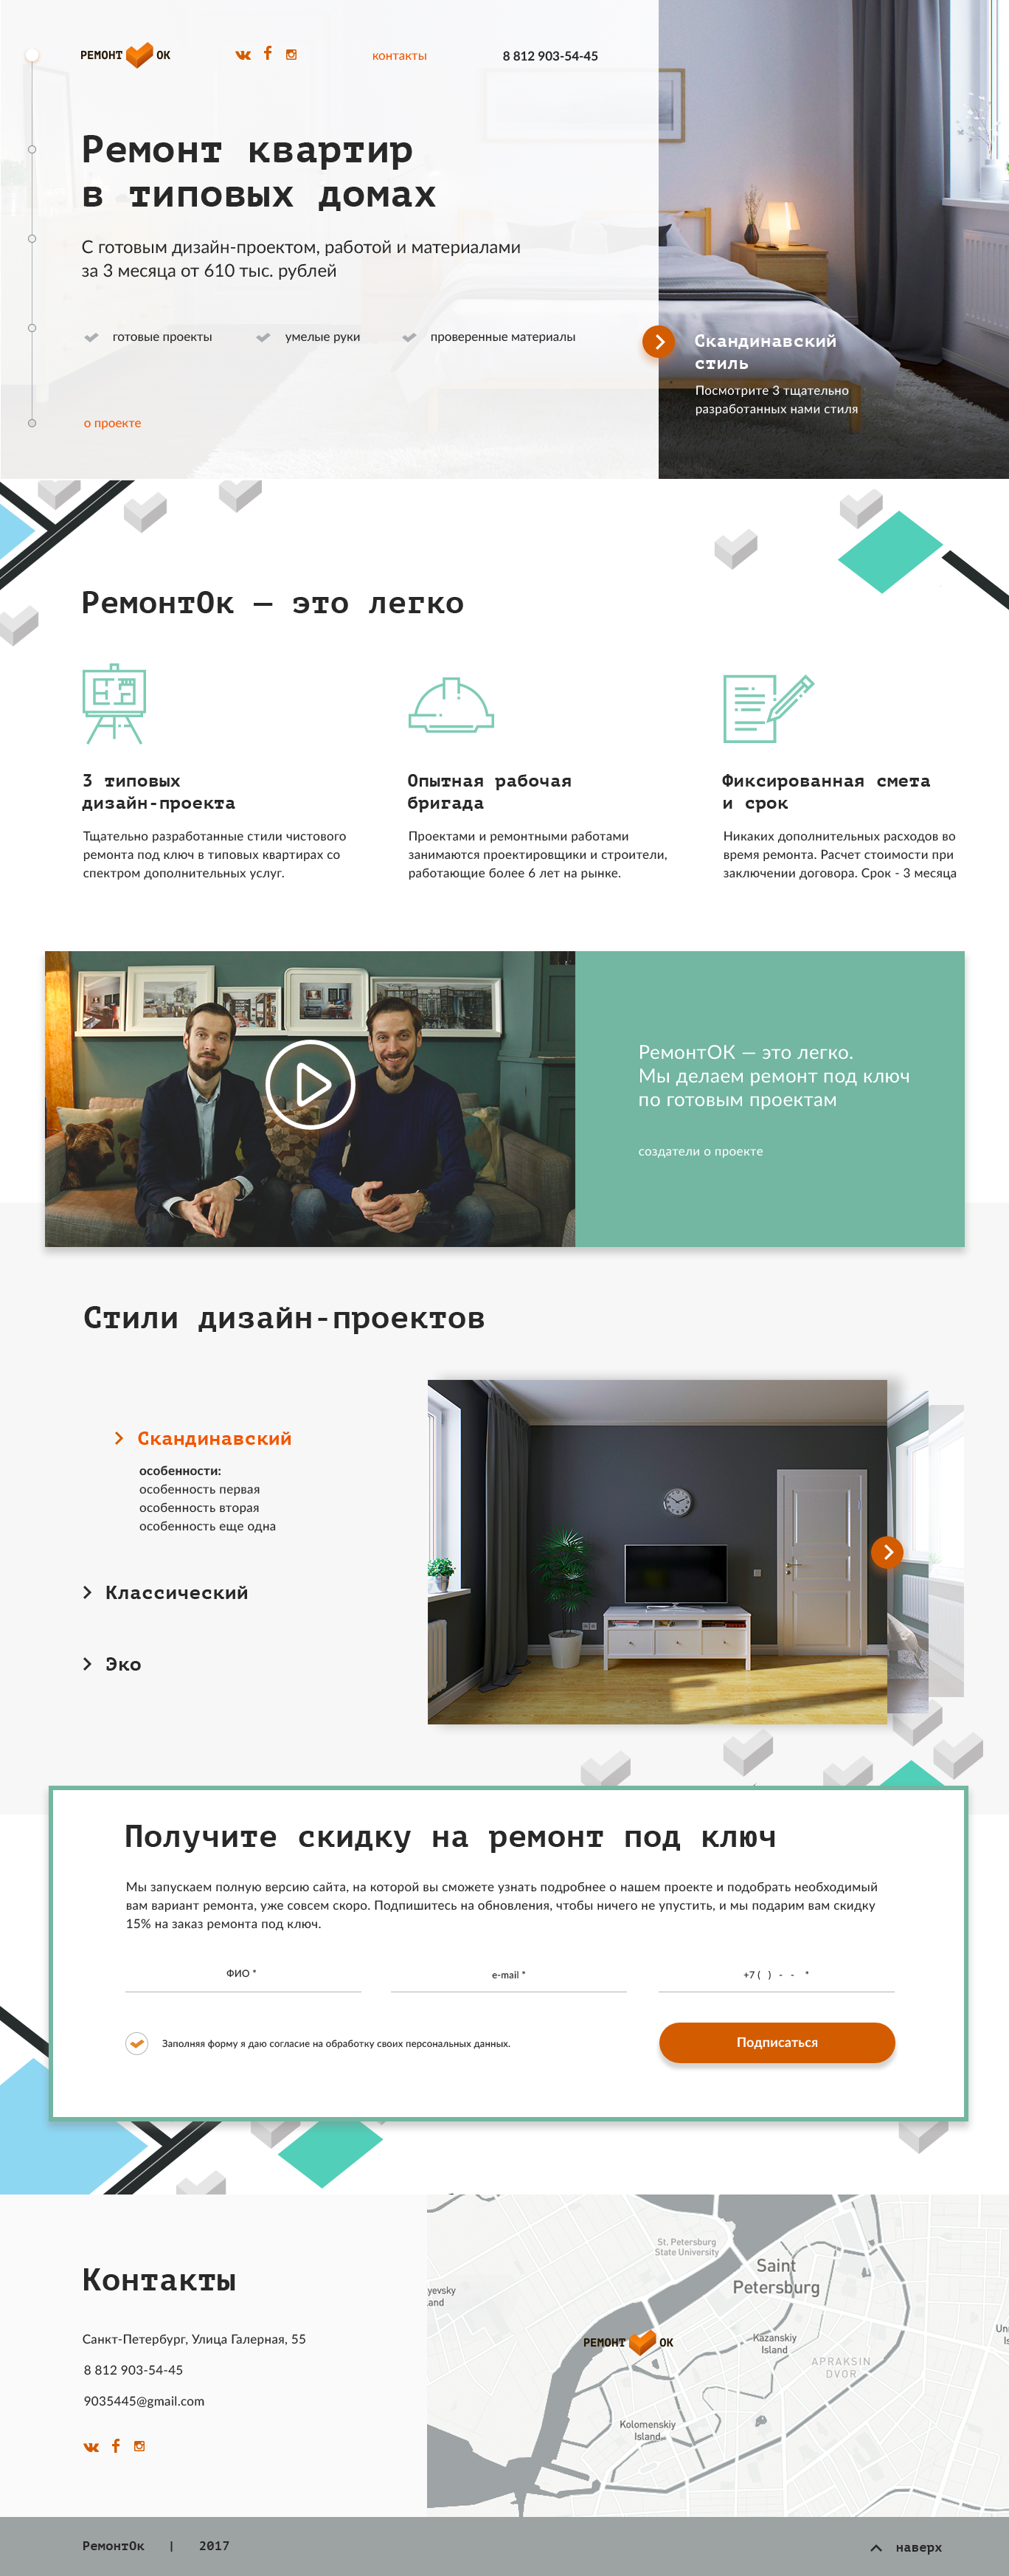 РЕМОНТ ОК
контакты
8 812 903-54-45
Ремонт квартир
в типовых домах
С готовым дизайн-проектом, работой и материалами
за 3 месяца от 610 тыс. рублей
готовые проекты
умелые руки
проверенные материалы
Скандинавский
стиль
Посмотрите 3 тщательно
разработанных нами стиля
о проекте
РемонтОк — это легко
3 типовых
дизайн-проекта
Тщательно разработанные стили чистового
ремонта под ключ в типовых квартирах со
спектром дополнительных услуг.
Опытная рабочая
бригада
Проектами и ремонтными работами
занимаются проектировщики и строители,
работающие более 6 лет на рынке.
Фиксированная смета
и срок
Никаких дополнительных расходов во
время ремонта. Расчет стоимости при
заключении договора. Срок - 3 месяца
РемонтОК — это легко.
Мы делаем ремонт под ключ
по готовым проектам
создатели о проекте
Стили дизайн-проектов
Скандинавский
особенности:
особенность первая
особенность вторая
особенность еще одна
Классический
Эко
Получите скидку на ремонт под ключ
Мы запускаем полную версию сайта, на которой вы сможете узнать подробнее о нашем проекте и подобрать необходимый
вам вариант ремонта, уже совсем скоро. Подпишитесь на обновления, чтобы ничего не упустить, и мы подарим вам скидку
15% на заказ ремонта под ключ.
ФИО *
e-mail *
+7 ( ) - - *
Заполняя форму я даю согласие на обработку своих персональных данных.
Подписаться
Контакты
Санкт-Петербург, Улица Галерная, 55
8 812 903-54-45
9035445@gmail.com
St. Petersburg
State University
Saint
Petersburg
yevsky
land
РЕМОНТ ОК
Kazanskiy
Island
APRAKSIN
DVOR
Kolomenskiy
Island
РемонтОк | 2017
наверх